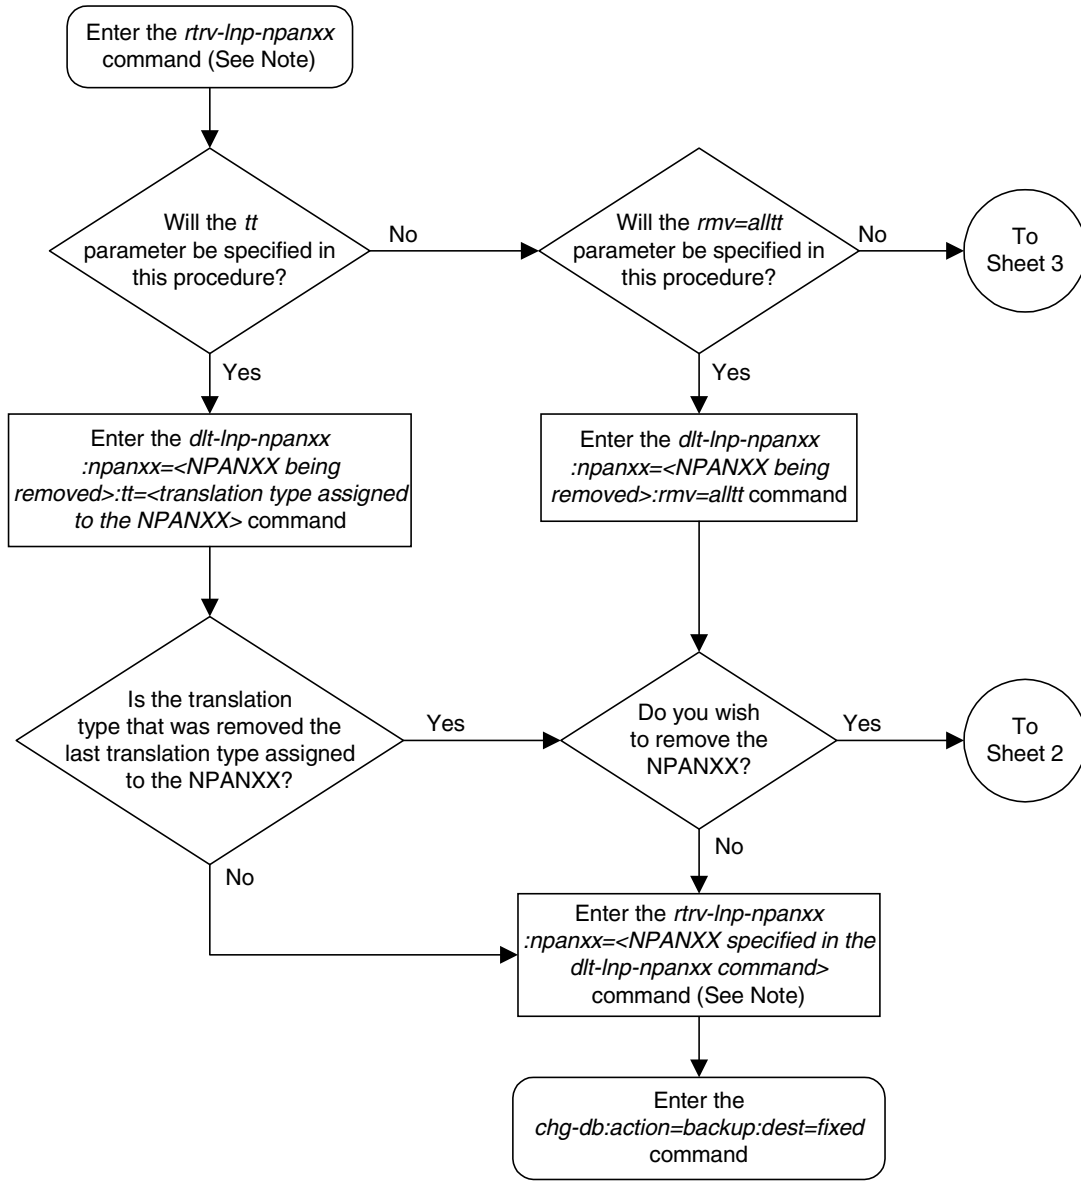 Enter the rtrv-lnp-npanxx
command (See Note)
Will the tt
parameter be specified in
this procedure?
No
Will the rmv=alltt
parameter be specified in
this procedure?
No
To
Sheet 3
Yes
Yes
Enter the dlt-lnp-npanxx
:npanxx=<NPANXX being
removed>:tt=<translation type assigned
to the NPANXX> command
Enter the dlt-lnp-npanxx
:npanxx=<NPANXX being
removed>:rmv=alltt command
Is the translation
type that was removed the
last translation type assigned
to the NPANXX?
Yes
Do you wish
to remove the
NPANXX?
Yes
To
Sheet 2
No
No
Enter the rtrv-lnp-npanxx
:npanxx=<NPANXX specified in the
dlt-lnp-npanxx command>
command (See Note)
Enter the
chg-db:action=backup:dest=fixed
command